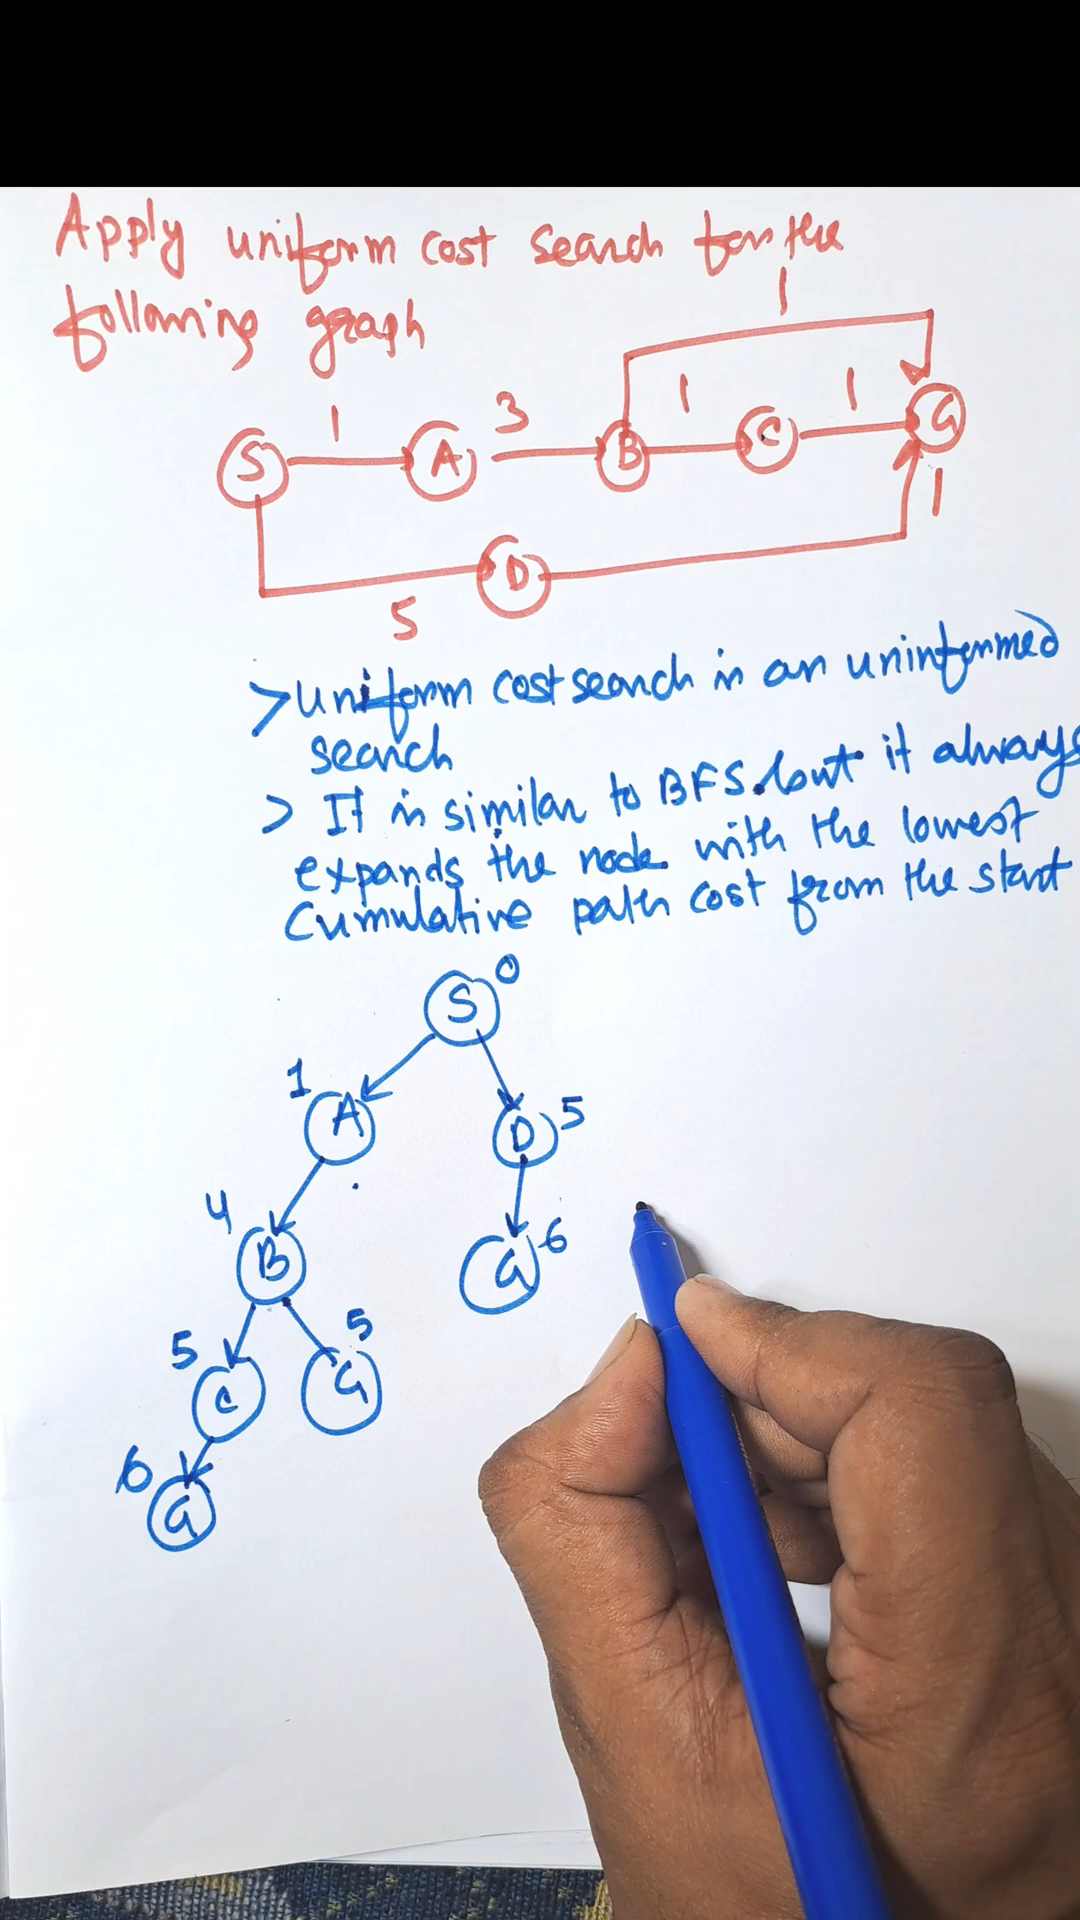 Apply uniform cost search for the
following graph
1
1
1
3
1
S
A
B
C
G
1
D
5
> Uniform cost search is an uninformed
search
> It is similar to BFS but it always
expands the node with the lowest
Cumulative path cost from the start
S 0
1 A
D 5
4 B
G 6
5 C
5 G
6 G